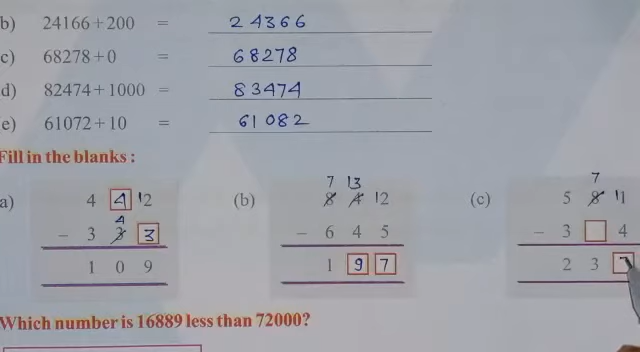 b) 24166+200 = 24366
c) 68278+0 = 68278
d) 82474+1000 = 83474
e) 61072+10 = 61082
Fill in the blanks :
a) 4 4 12
4
− 3 3 3
1 0 9
(b) 7 13
8 4 12
− 6 4 5
1 9 7
(c) 7
5 8 11
− 3 4
2 3 7
Which number is 16889 less than 72000?